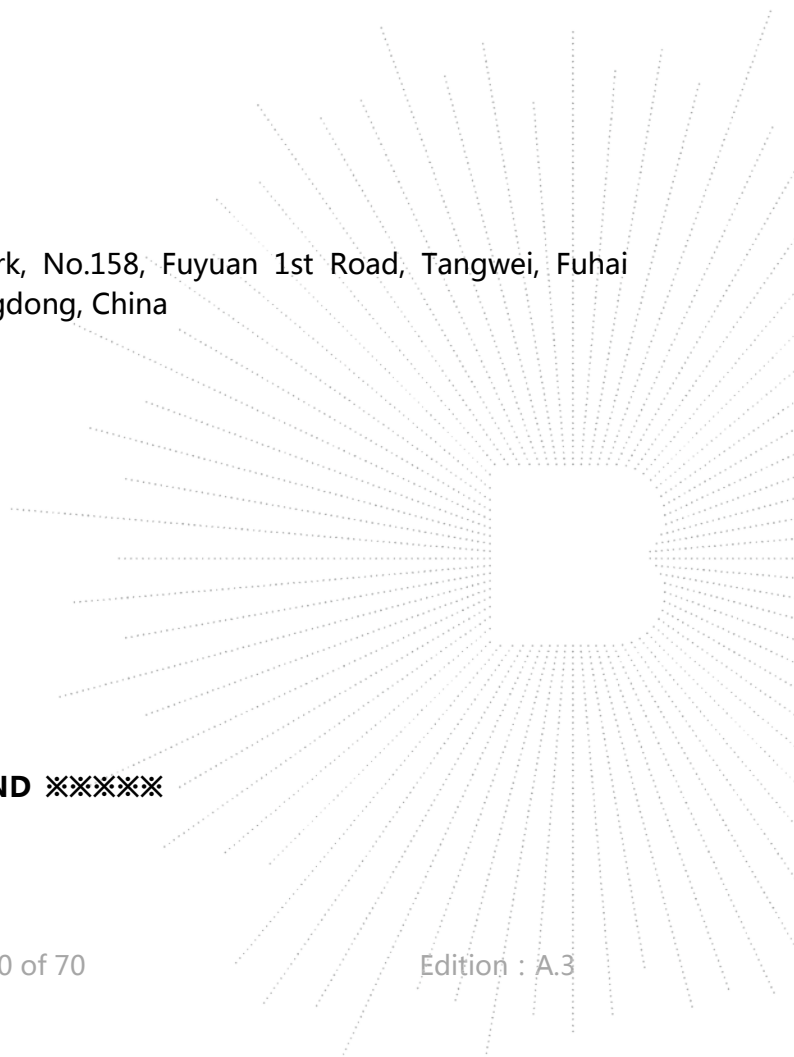 rk, No.158, Fuyuan 1st Road, Tangwei, Fuhai
gdong, China
ND ※※※※※
0 of 70 Edition : A.3